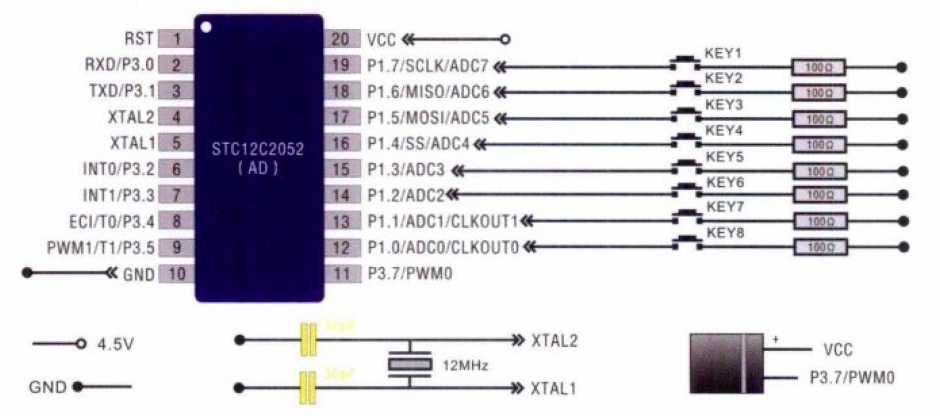 RST 1 20 VCC
KEY1
RXD/P3.0 2 19 P1.7/SCLK/ADC7 100Ω
KEY2
TXD/P3.1 3 18 P1.6/MISO/ADC6 100Ω
KEY3
XTAL2 4 17 P1.5/MOSI/ADC5 100Ω
KEY4
XTAL1 5 STC12C2052 16 P1.4/SS/ADC4 100Ω
KEY5
INT0/P3.2 6 (AD) 15 P1.3/ADC3 100Ω
KEY6
INT1/P3.3 7 14 P1.2/ADC2 100Ω
KEY7
ECI/T0/P3.4 8 13 P1.1/ADC1/CLKOUT1 100Ω
KEY8
PWM1/T1/P3.5 9 12 P1.0/ADC0/CLKOUT0 100Ω
GND 10 11 P3.7/PWM0
30pF
4.5V XTAL2
12MHz
+ VCC
30pF
GND XTAL1
P3.7/PWM0